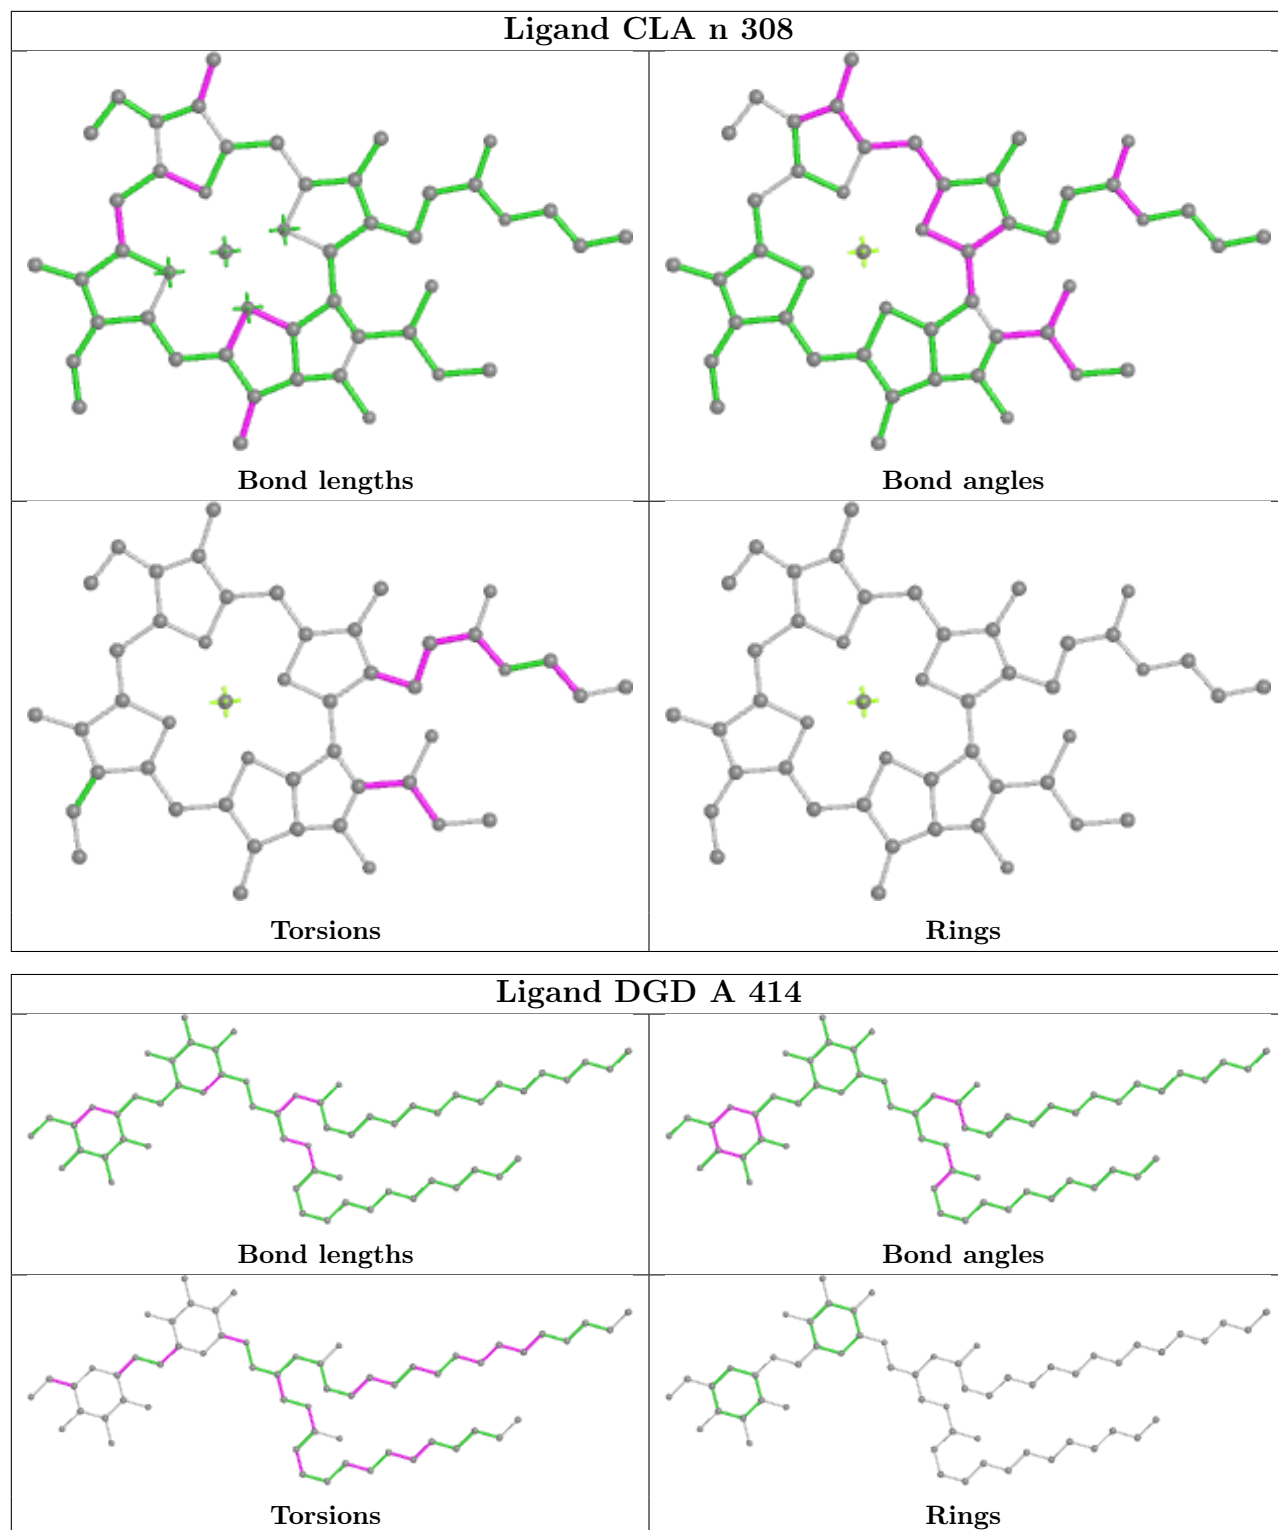 Ligand CLA n 308
Bond lengths
Bond angles
Torsions
Rings
Ligand DGD A 414
Bond lengths
Bond angles
Torsions
Rings